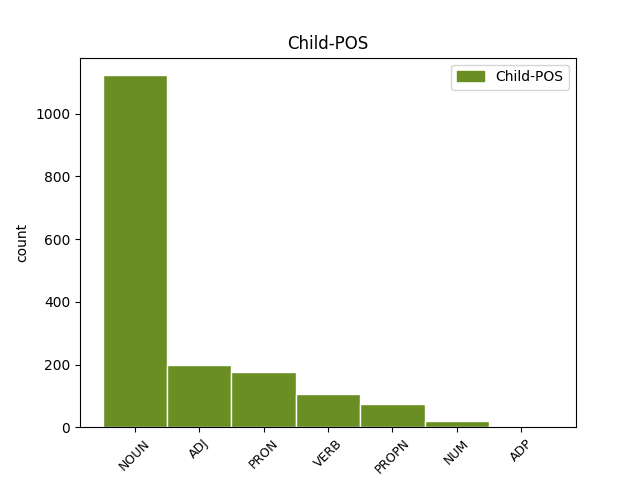 Child-POS
Child-POS
count
1000
800
600
400
200
0
NOUN
ADJ
PRON
VERB
PROPN
NUM
ADP